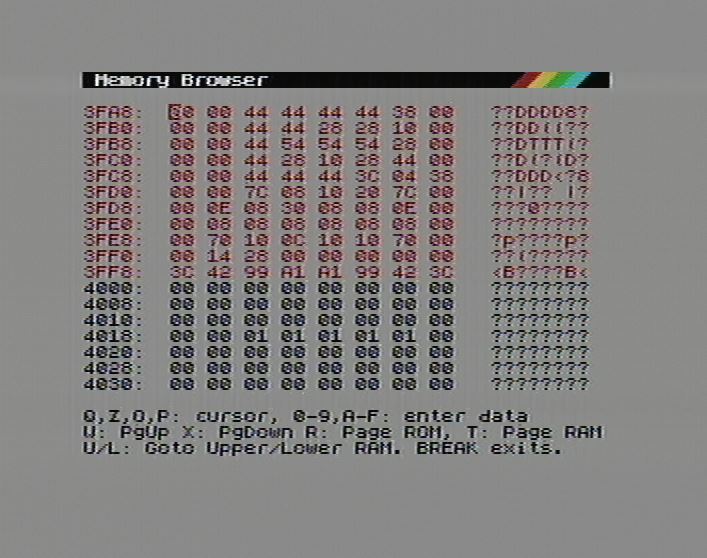 Memory Browser
3FA8: 00 00 44 44 44 44 38 00 ??DDDD8?
3FB0: 00 00 44 44 28 28 10 00 ??DD((??
3FB8: 00 00 44 54 54 54 28 00 ??DTTT(?
3FC0: 00 00 44 28 10 28 44 00 ??D(?(D?
3FC8: 00 00 44 44 44 3C 04 38 ??DDD<?8
3FD0: 00 00 7C 08 10 20 7C 00 ??|?? |?
3FD8: 00 0E 08 30 08 08 0E 00 ???0????
3FE0: 00 08 08 08 08 08 08 00 ????????
3FE8: 00 70 10 0C 10 10 70 00 ?p????p?
3FF0: 00 14 28 00 00 00 00 00 ??(?????
3FF8: 3C 42 99 A1 A1 99 42 3C <B????B<
4000: 00 00 00 00 00 00 00 00 ????????
4008: 00 00 00 00 00 00 00 00 ????????
4010: 00 00 00 00 00 00 00 00 ????????
4018: 00 00 01 01 01 01 01 00 ????????
4020: 00 00 00 00 00 00 00 00 ????????
4028: 00 00 00 00 00 00 00 00 ????????
4030: 00 00 00 00 00 00 00 00 ????????
Q,Z,O,P: cursor, 0-9,A-F: enter data
W: PgUp X: PgDown R: Page ROM, T: Page RAM
U/L: Goto Upper/Lower RAM. BREAK exits.